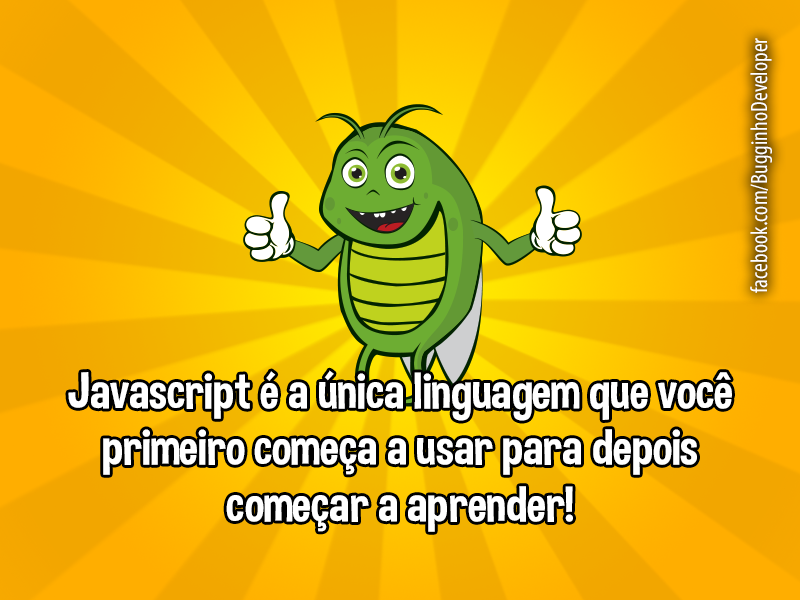 facebook.com/BugginhoDeveloper
Javascript é a única linguagem que você
primeiro começa a usar para depois
começar a aprender!